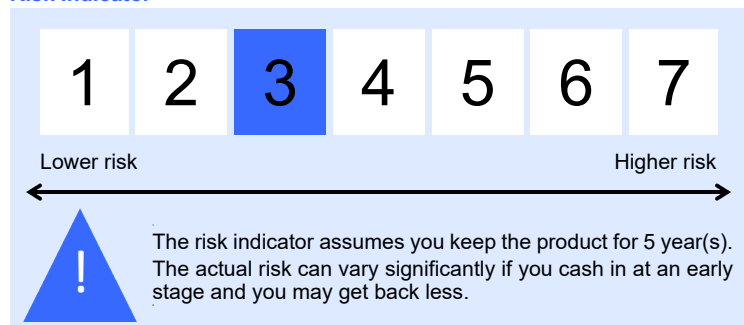 Risk indicator
1 2 3 4 5 6 7
Lower risk Higher risk
!
The risk indicator assumes you keep the product for 5 year(s).
The actual risk can vary significantly if you cash in at an early
stage and you may get back less.